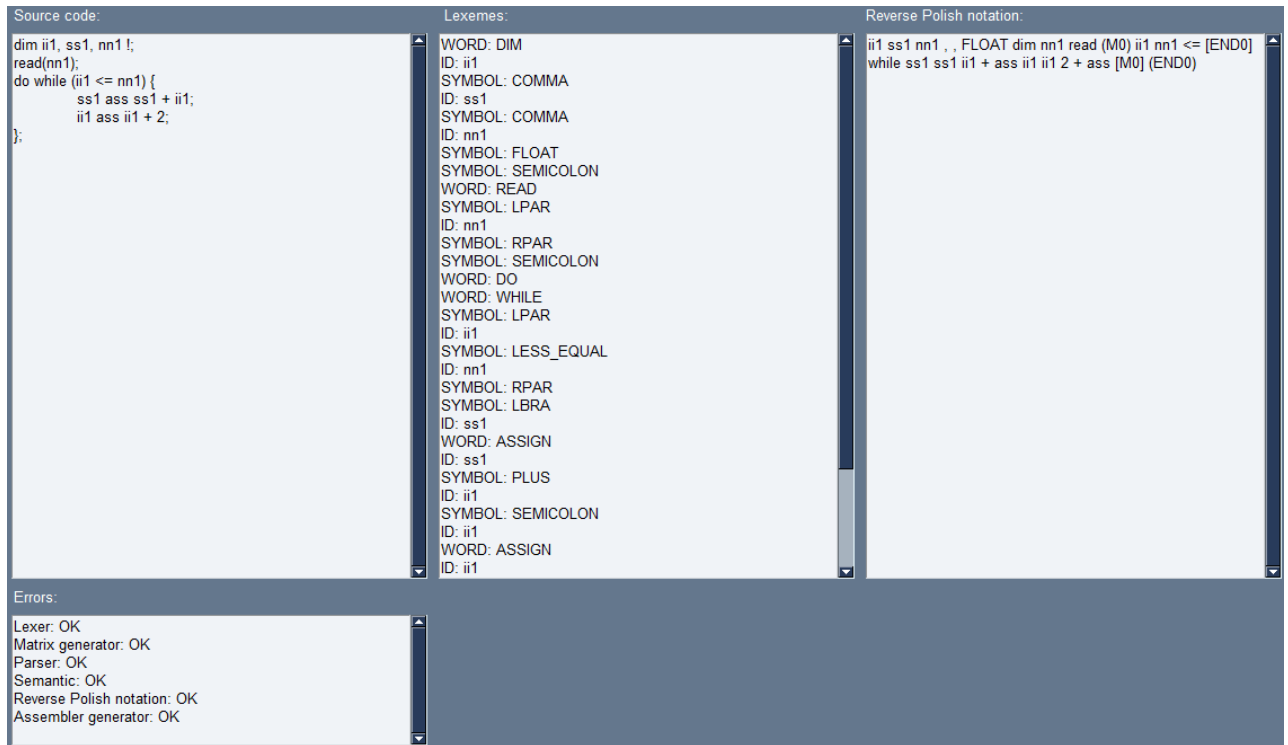 Source code:
dim ii1, ss1, nn1 !;
read(nn1);
do while (ii1 <= nn1) {
ss1 ass ss1 + ii1;
ii1 ass ii1 + 2;
};
Lexemes:
WORD: DIM
ID: ii1
SYMBOL: COMMA
ID: ss1
SYMBOL: COMMA
ID: nn1
SYMBOL: FLOAT
SYMBOL: SEMICOLON
WORD: READ
SYMBOL: LPAR
ID: nn1
SYMBOL: RPAR
SYMBOL: SEMICOLON
WORD: DO
WORD: WHILE
SYMBOL: LPAR
ID: ii1
SYMBOL: LESS_EQUAL
ID: nn1
SYMBOL: RPAR
SYMBOL: LBRA
ID: ss1
WORD: ASSIGN
ID: ss1
SYMBOL: PLUS
ID: ii1
SYMBOL: SEMICOLON
ID: ii1
WORD: ASSIGN
ID: ii1
Reverse Polish notation:
ii1 ss1 nn1 , , FLOAT dim nn1 read (M0) ii1 nn1 <= [END0]
while ss1 ss1 ii1 + ass ii1 ii1 2 + ass [M0] (END0)
Errors:
Lexer: OK
Matrix generator: OK
Parser: OK
Semantic: OK
Reverse Polish notation: OK
Assembler generator: OK